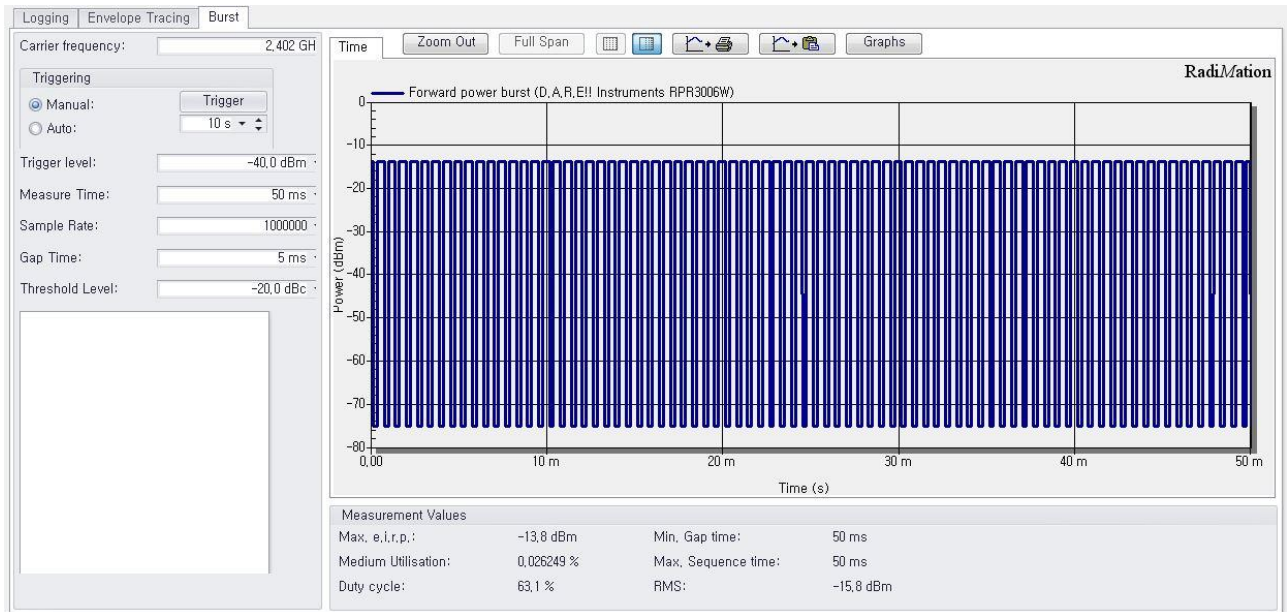 Logging Envelope Tracing Burst
Carrier frequency: 2,402 GH
Triggering
Manual: Trigger
Auto: 10 s
Trigger level: -40,0 dBm
Measure Time: 50 ms
Sample Rate: 1000000
Gap Time: 5 ms
Threshold Level: -20,0 dBc
Time Zoom Out Full Span Graphs
RadiMation
Forward power burst (D.A.R.E!! Instruments RPR3006W)
Power (dBm)
0
-10
-20
-30
-40
-50
-60
-70
-80
0,00 10 m 20 m 30 m 40 m 50 m
Time (s)
Measurement Values
Max. e.i.r.p.: -13,8 dBm Min. Gap time: 50 ms
Medium Utilisation: 0,026249 % Max. Sequence time: 50 ms
Duty cycle: 63,1 % RMS: -15,8 dBm